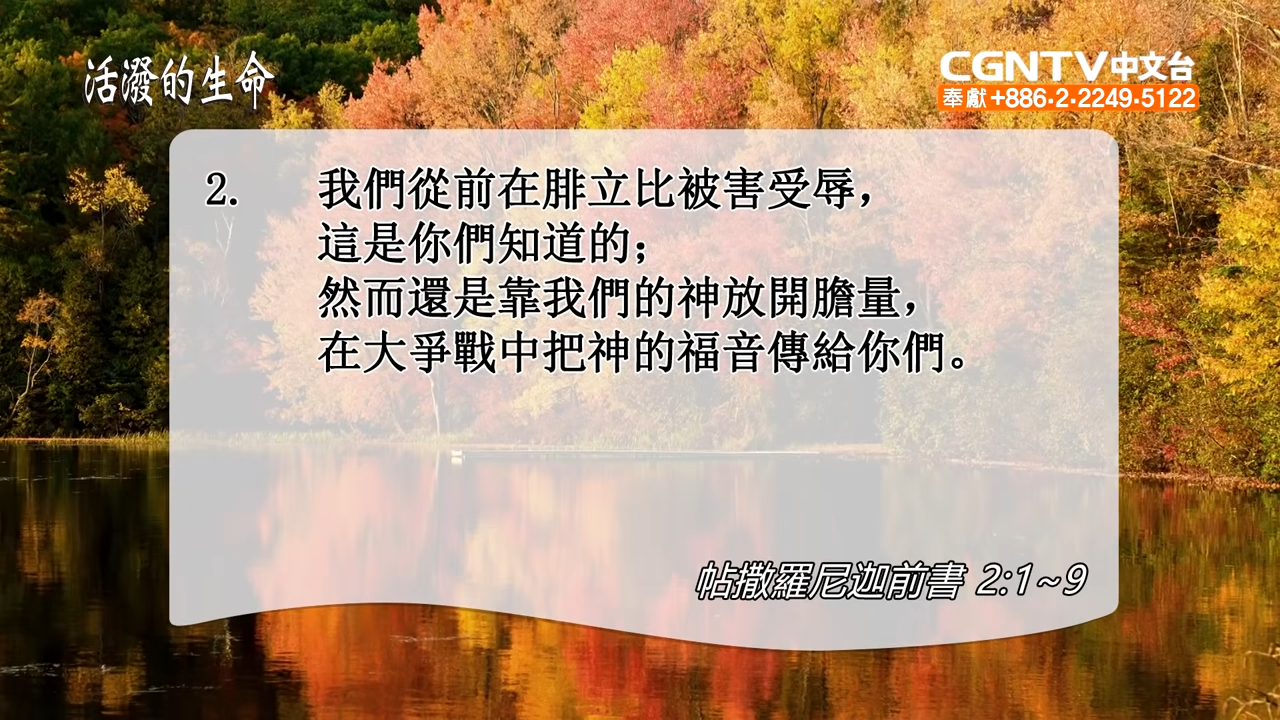 活潑的生命
CGNTV中文台
奉獻+886-2-2249-5122
2. 我們從前在腓立比被害受辱，
這是你們知道的；
然而還是靠我們的神放開膽量，
在大爭戰中把神的福音傳給你們。
帖撒羅尼迦前書 2:1~9